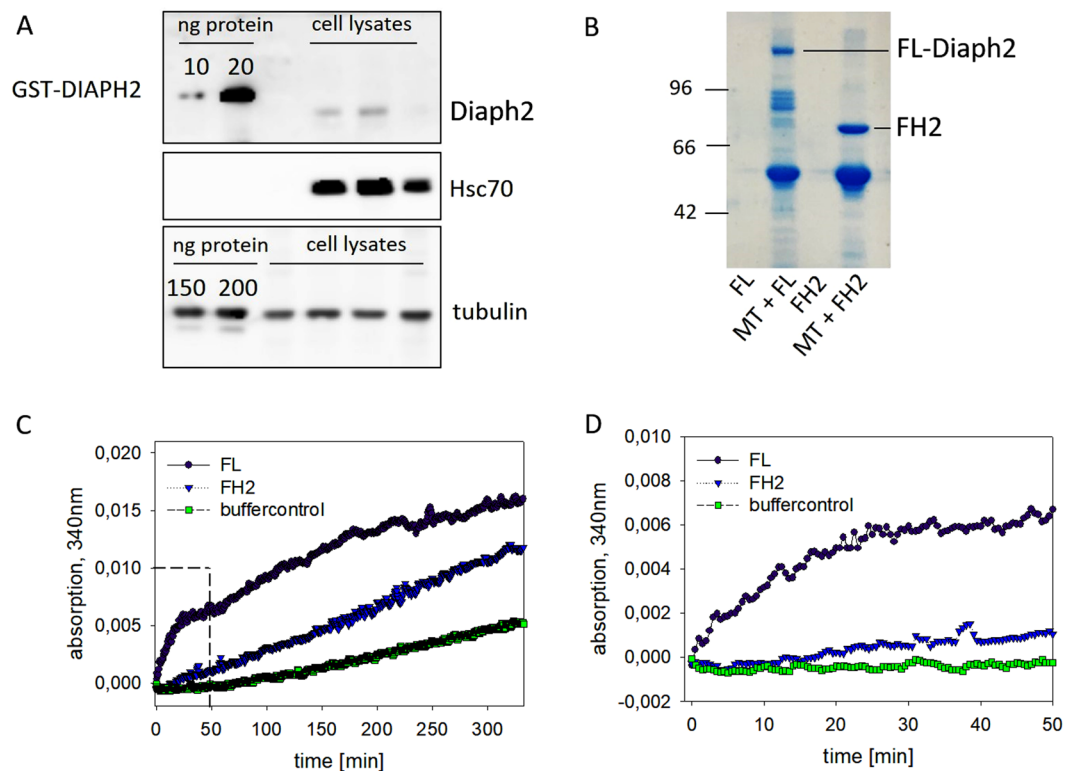 A
ng protein
cell lysates
10 20
GST-DIAPH2
Diaph2
Hsc70
ng protein
cell lysates
150 200
tubulin
B
FL-Diaph2
96
FH2
66
42
FL
MT + FL
FH2
MT + FH2
C
0,020
FL
FH2
buffercontrol
0,015
0,010
0,005
0,000
absorption, 340nm
0 50 100 150 200 250 300
time [min]
D
0,010
FL
FH2
buffercontrol
0,008
0,006
0,004
0,002
0,000
-0,002
absorption, 340nm
0 10 20 30 40 50
time [min]